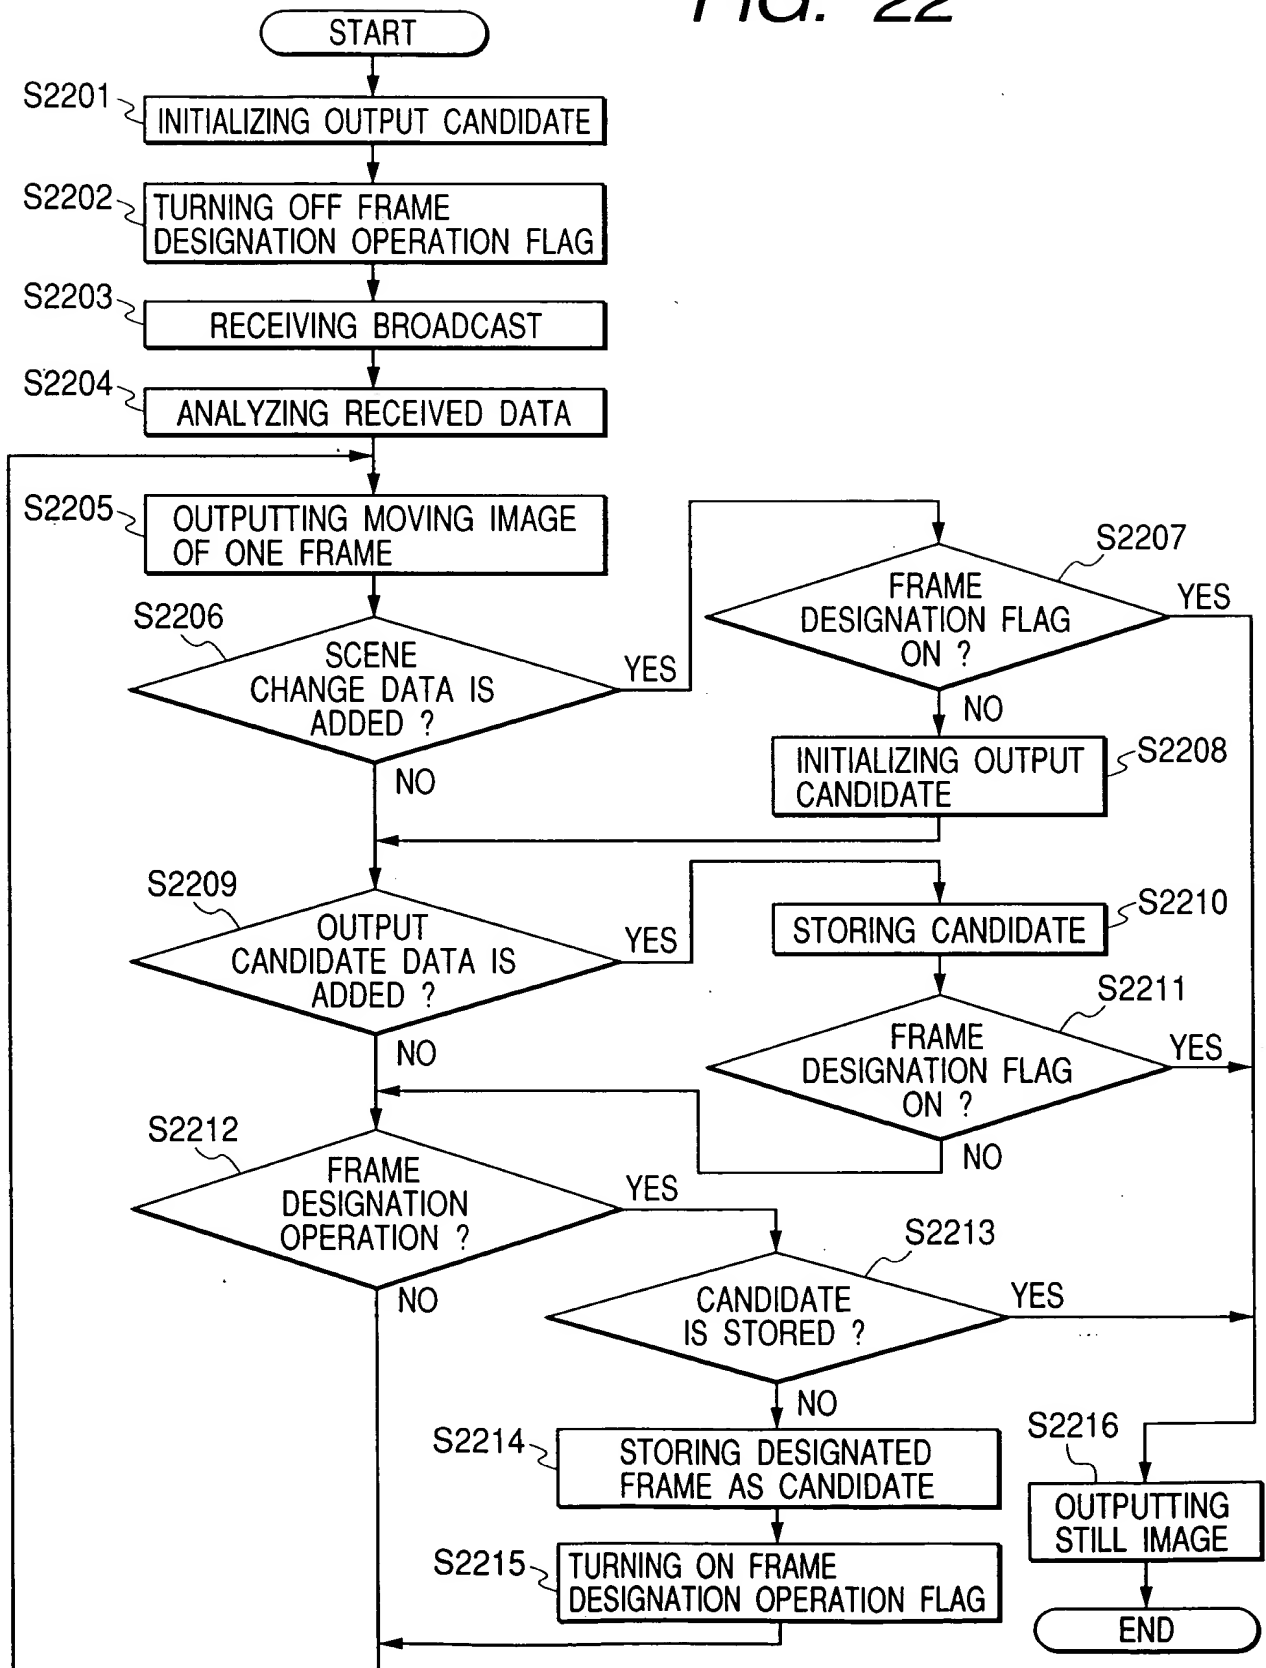 FIG. 22
START
S2201
INITIALIZING OUTPUT CANDIDATE
S2202
TURNING OFF FRAME
DESIGNATION OPERATION FLAG
S2203
RECEIVING BROADCAST
S2204
ANALYZING RECEIVED DATA
S2205
OUTPUTTING MOVING IMAGE
OF ONE FRAME
S2206
SCENE
CHANGE DATA IS
ADDED ?
YES
NO
S2207
FRAME
DESIGNATION FLAG
ON ?
YES
NO
S2208
INITIALIZING OUTPUT
CANDIDATE
S2209
OUTPUT
CANDIDATE DATA IS
ADDED ?
YES
NO
S2210
STORING CANDIDATE
S2211
FRAME
DESIGNATION FLAG
ON ?
YES
NO
S2212
FRAME
DESIGNATION
OPERATION ?
YES
NO
S2213
CANDIDATE
IS STORED ?
YES
NO
S2214
STORING DESIGNATED
FRAME AS CANDIDATE
S2215
TURNING ON FRAME
DESIGNATION OPERATION FLAG
S2216
OUTPUTTING
STILL IMAGE
END